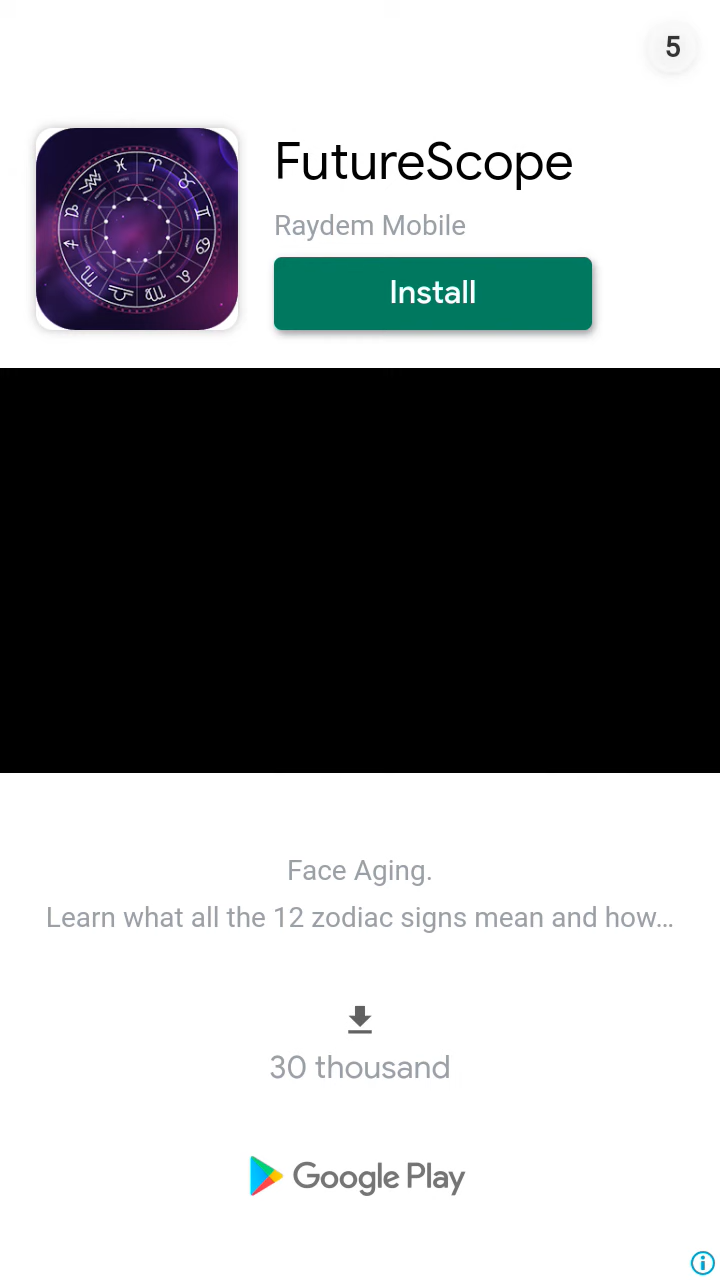 5
FutureScope
Raydem Mobile
Install
Face Aging.
Learn what all the 12 zodiac signs mean and how...
30 thousand
Google Play